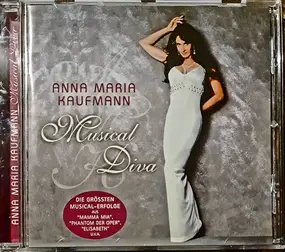 ANNA MARIA KAUFMANN Musical Diva
ANNA MARIA
KAUFMANN
Musical
Diva
DIE GRÖSSTEN
MUSICAL-ERFOLGE
AUS
"MAMMA MIA",
"PHANTOM DER OPER",
"ELISABETH"
U.V.A.